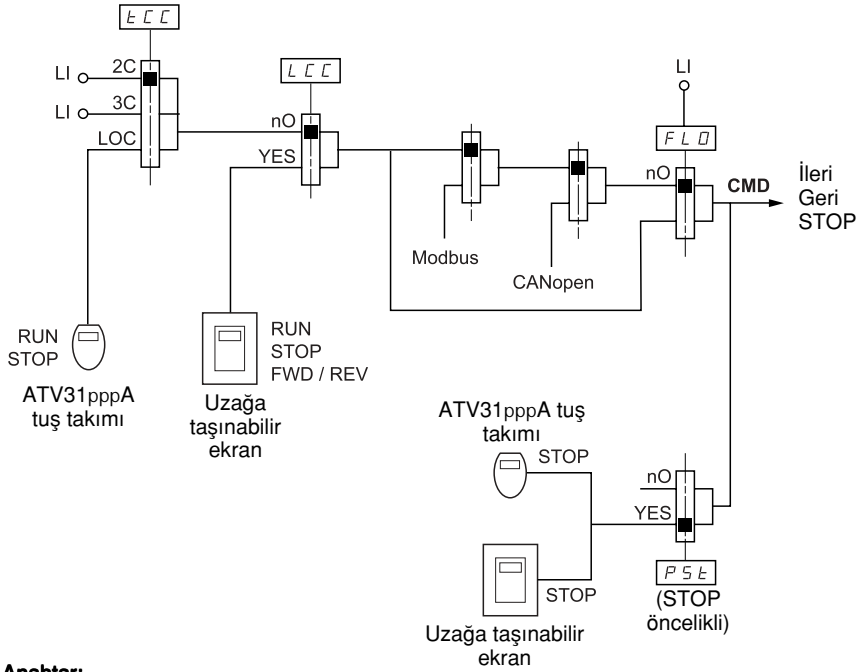 tCC
LI
2C
LI
3C
LOC
LCC
nO
YES
LI
FLO
nO
CMD
İleri
Geri
STOP
Modbus
CANopen
RUN
STOP
ATV31pppA
tuş takımı
RUN
STOP
FWD / REV
Uzağa
taşınabilir
ekran
ATV31pppA tuş
takımı
STOP
nO
YES
PSt
(STOP
öncelikli)
STOP
Uzağa taşınabilir
ekran
Anahtarı